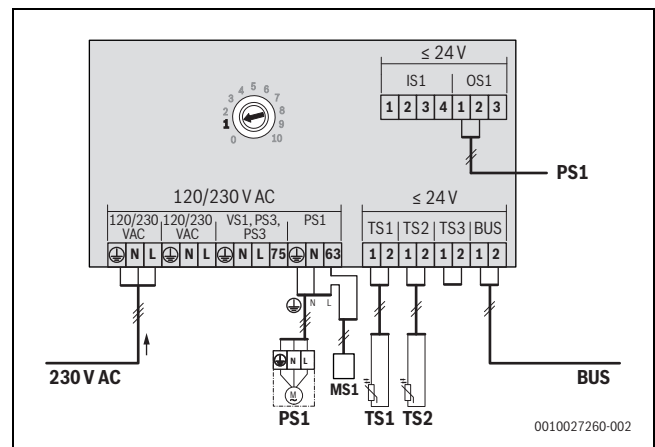 ≤ 24 V
IS1 OS1
1 2 3 4 1 2 3
0 1 2 3 4 5 6 7 8 9 10
PS1
120/230 V AC
≤ 24 V
120/230 VAC
120/230 VAC
VS1, PS3, PS3
PS1
TS1 TS2 TS3 BUS
N L N L N L 75 N 63
1 2 1 2 1 2 1 2
N L
N L
M
~
230 V AC
PS1
MS1
TS1 TS2
BUS
0010027260-002